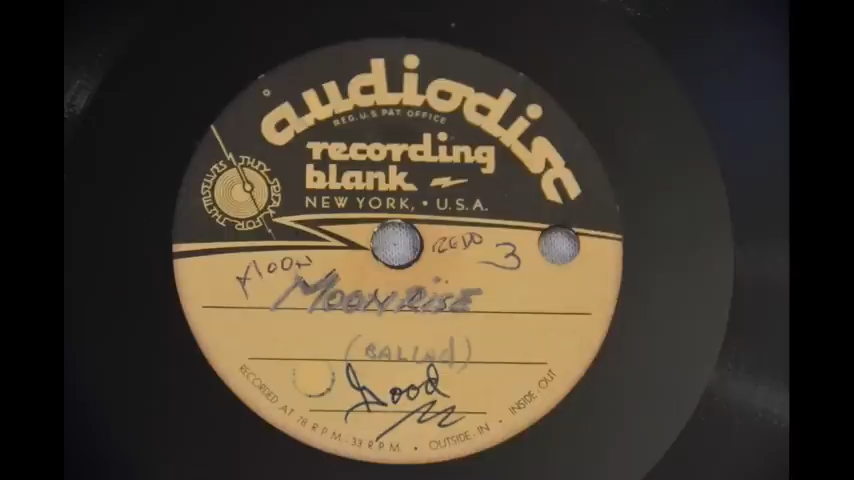 audiodisc
REG. U.S. PAT. OFFICE
recording
blank
NEW YORK, • U.S.A.
THEY SPEAK FOR THEMSELVES
REDO 3
MOON
MOONRISE
(BALLAD)
Good
RECORDED AT 78 R.P.M. - 33 R.P.M. • OUTSIDE-IN • INSIDE-OUT